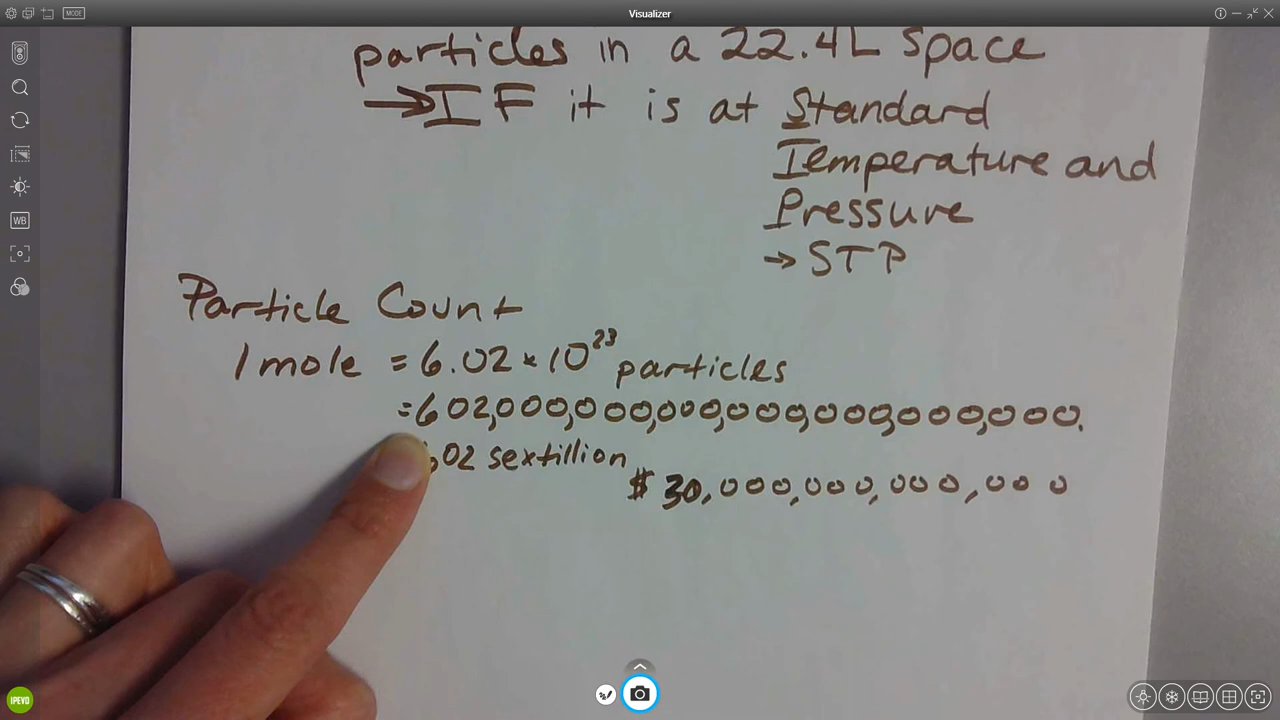 Visualizer
MODE
particles in a 22.4L space
→ IF it is at Standard
Temperature and
Pressure
→ STP
Particle Count
1 mole = 6.02 × 10²³ particles
= 602,000,000,000,000,000,000,000.
602 sextillion
$ 30,000,000,000,000
WB
IPEVO